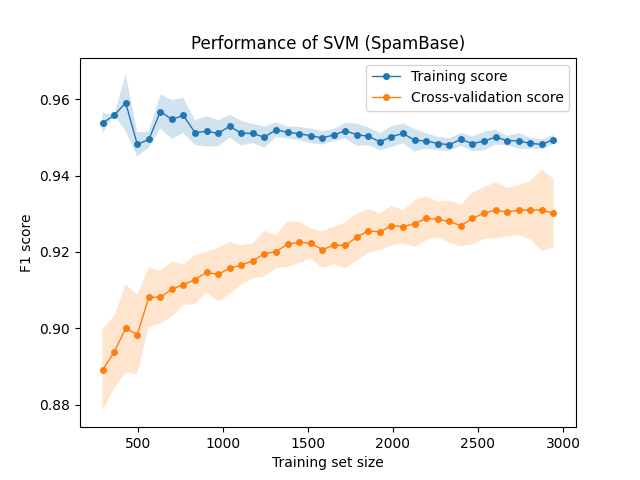 Performance of SVM (SpamBase)
Training score
Cross-validation score
F1 score
0.96
0.94
0.92
0.90
0.88
500 1000 1500 2000 2500 3000
Training set size